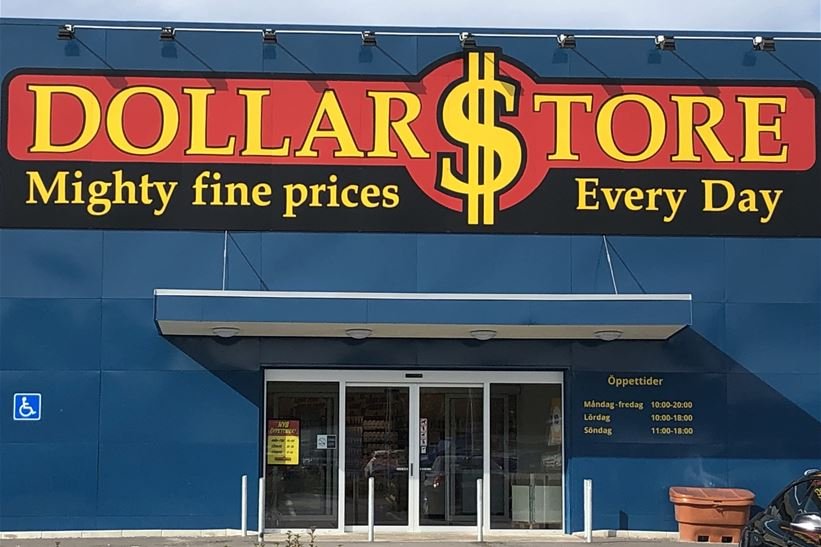 DOLLAR$TORE
Mighty fine prices Every Day
Öppettider
Måndag-fredag 10:00-20:00
Lördag 10:00-18:00
Söndag 11:00-18:00